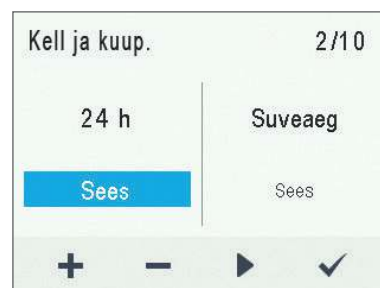 Kell ja kuup. 2/10
24 h Suveaeg
Sees Sees
+ −